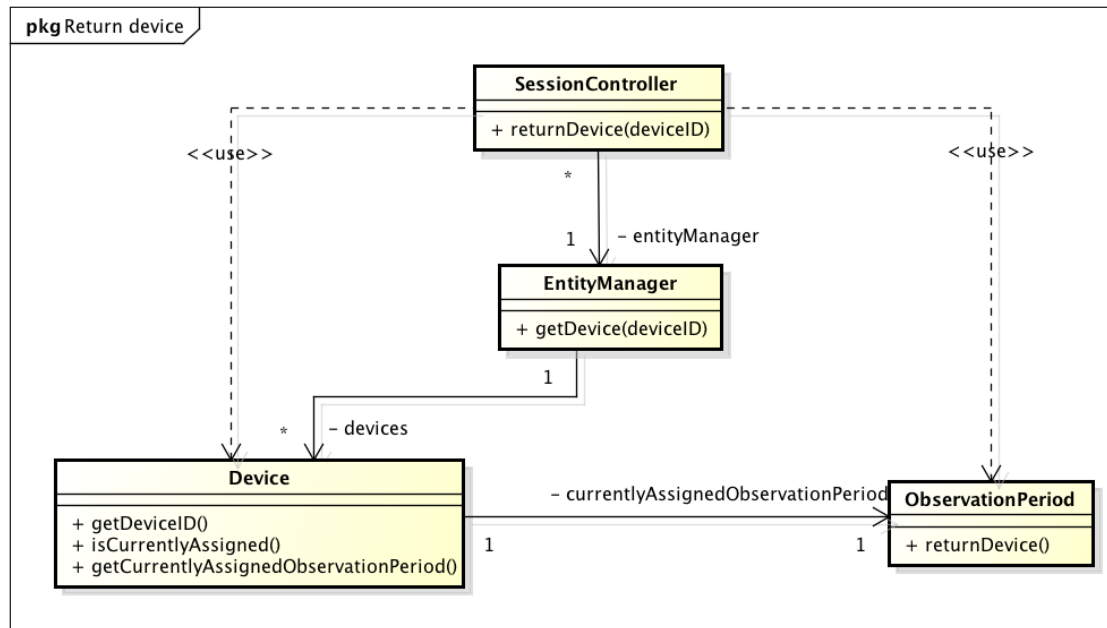 pkg Return device
SessionController
+ returnDevice(deviceID)
<<use>>
<<use>>
*
1
- entityManager
EntityManager
+ getDevice(deviceID)
1
*
- devices
Device
+ getDeviceID()
+ isCurrentlyAssigned()
+ getCurrentlyAssignedObservationPeriod()
- currentlyAssignedObservationPeriod
1
1
ObservationPeriod
+ returnDevice()